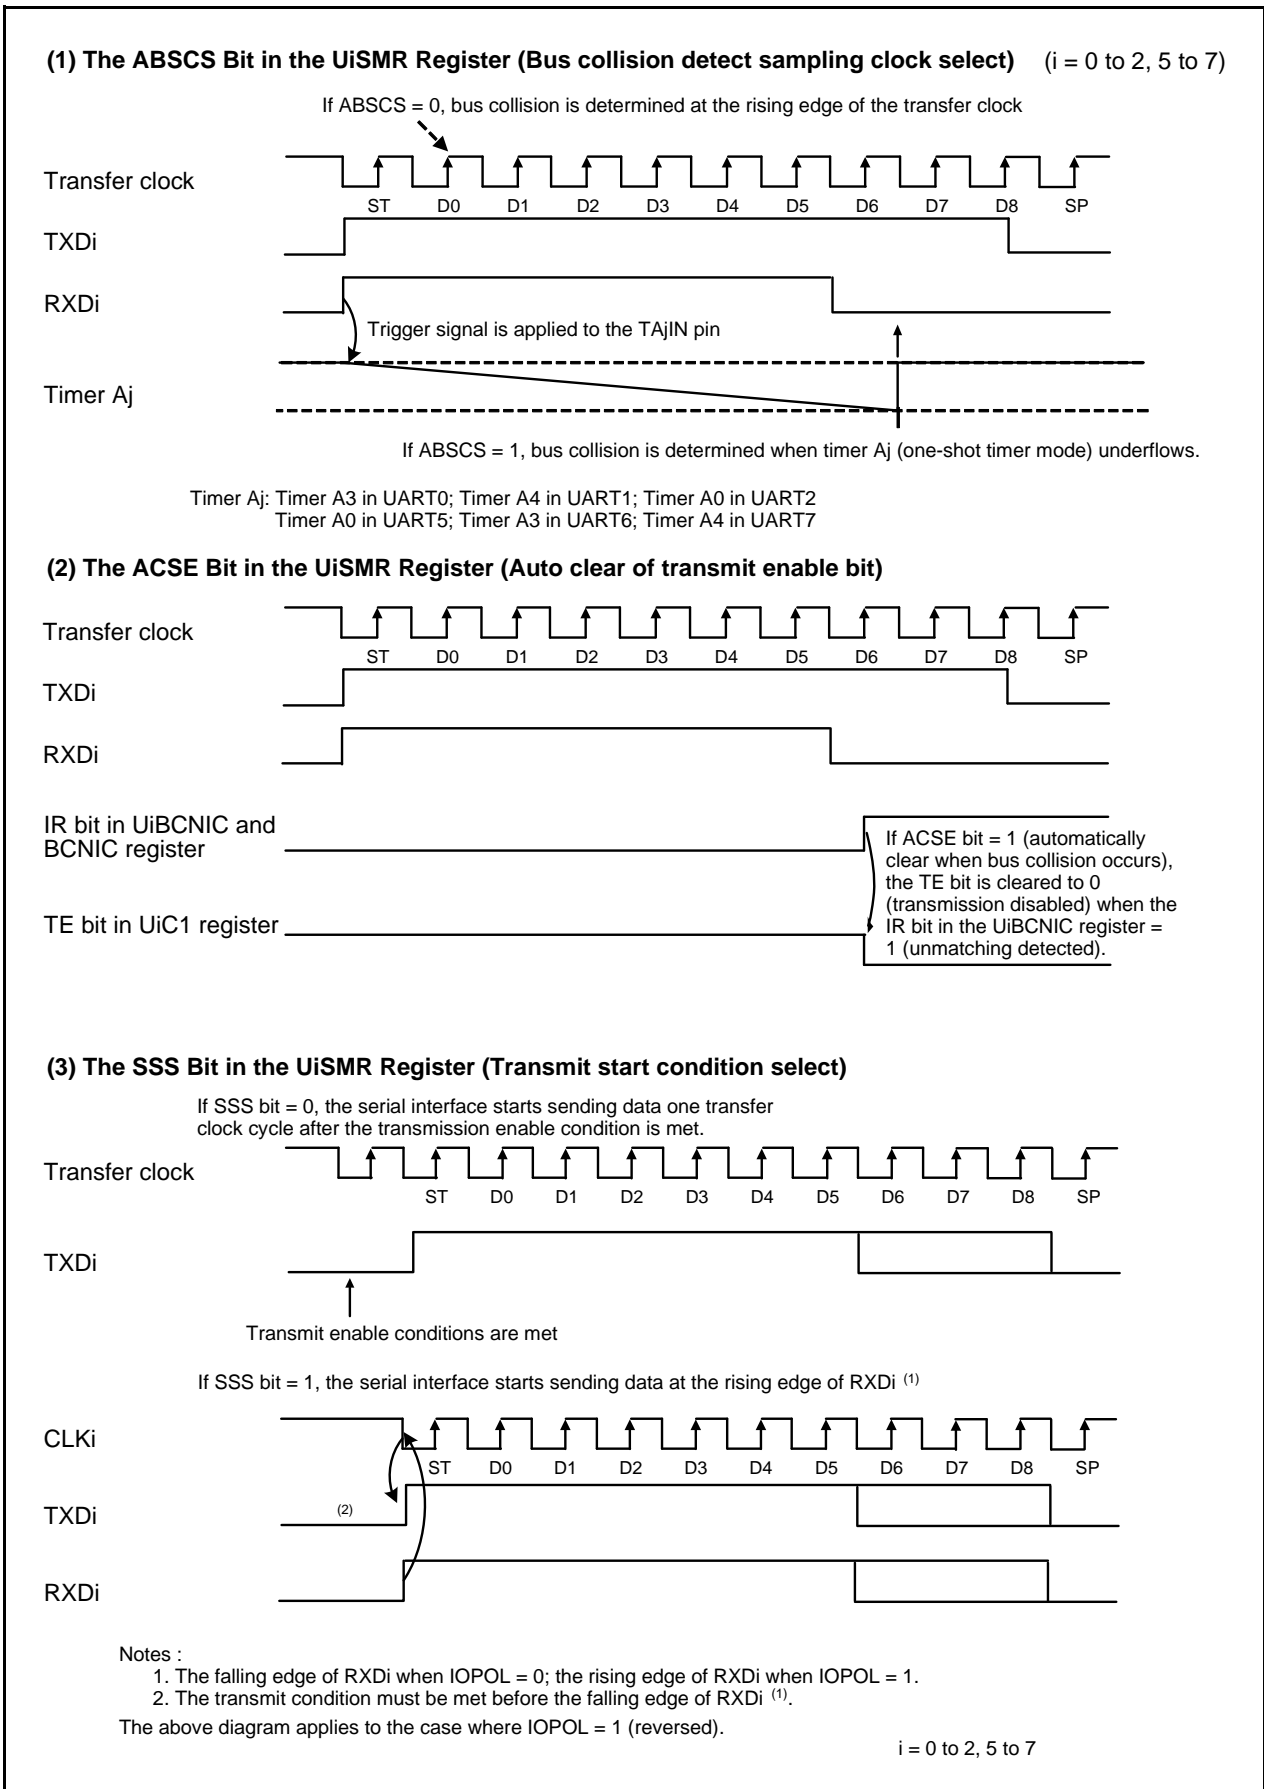 (1) The ABSCS Bit in the UiSMR Register (Bus collision detect sampling clock select) (i = 0 to 2, 5 to 7)
If ABSCS = 0, bus collision is determined at the rising edge of the transfer clock
Transfer clock
ST D0 D1 D2 D3 D4 D5 D6 D7 D8 SP
TXDi
RXDi
Trigger signal is applied to the TAjIN pin
Timer Aj
If ABSCS = 1, bus collision is determined when timer Aj (one-shot timer mode) underflows.
Timer Aj: Timer A3 in UART0; Timer A4 in UART1; Timer A0 in UART2
Timer A0 in UART5; Timer A3 in UART6; Timer A4 in UART7
(2) The ACSE Bit in the UiSMR Register (Auto clear of transmit enable bit)
Transfer clock
ST D0 D1 D2 D3 D4 D5 D6 D7 D8 SP
TXDi
RXDi
IR bit in UiBCNIC and
BCNIC register
If ACSE bit = 1 (automatically
clear when bus collision occurs),
the TE bit is cleared to 0
(transmission disabled) when the
IR bit in the UiBCNIC register =
1 (unmatching detected).
TE bit in UiC1 register
(3) The SSS Bit in the UiSMR Register (Transmit start condition select)
If SSS bit = 0, the serial interface starts sending data one transfer
clock cycle after the transmission enable condition is met.
Transfer clock
ST D0 D1 D2 D3 D4 D5 D6 D7 D8 SP
TXDi
Transmit enable conditions are met
If SSS bit = 1, the serial interface starts sending data at the rising edge of RXDi (1)
CLKi
ST D0 D1 D2 D3 D4 D5 D6 D7 D8 SP
TXDi
(2)
RXDi
Notes :
1. The falling edge of RXDi when IOPOL = 0; the rising edge of RXDi when IOPOL = 1.
2. The transmit condition must be met before the falling edge of RXDi (1).
The above diagram applies to the case where IOPOL = 1 (reversed).
i = 0 to 2, 5 to 7